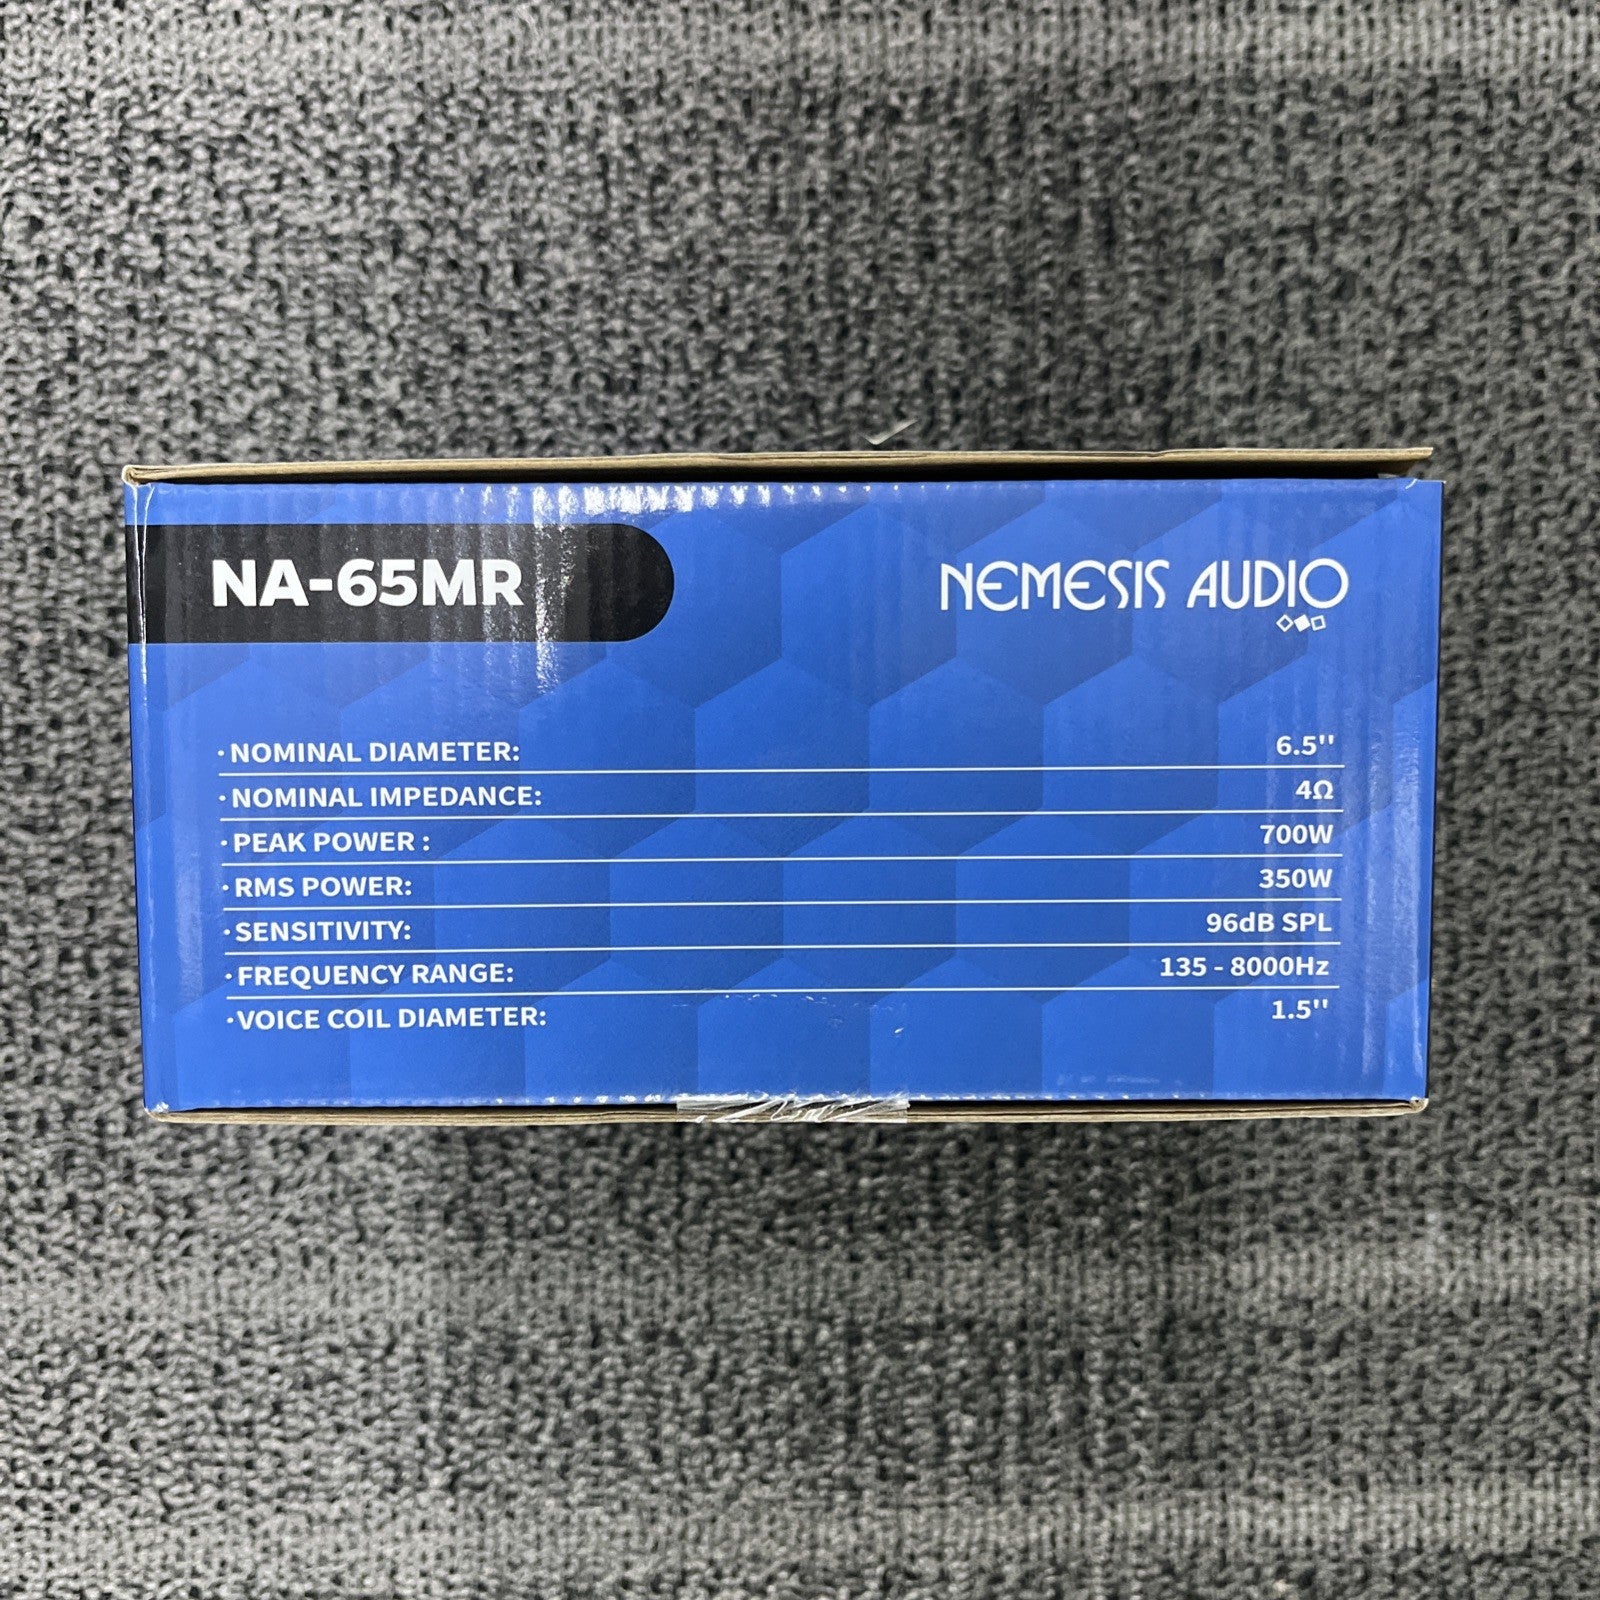 NA-65MR
NEMESIS AUDIO
· NOMINAL DIAMETER: 6.5''
· NOMINAL IMPEDANCE: 4Ω
· PEAK POWER : 700W
· RMS POWER: 350W
· SENSITIVITY: 96dB SPL
· FREQUENCY RANGE: 135 - 8000Hz
· VOICE COIL DIAMETER: 1.5''